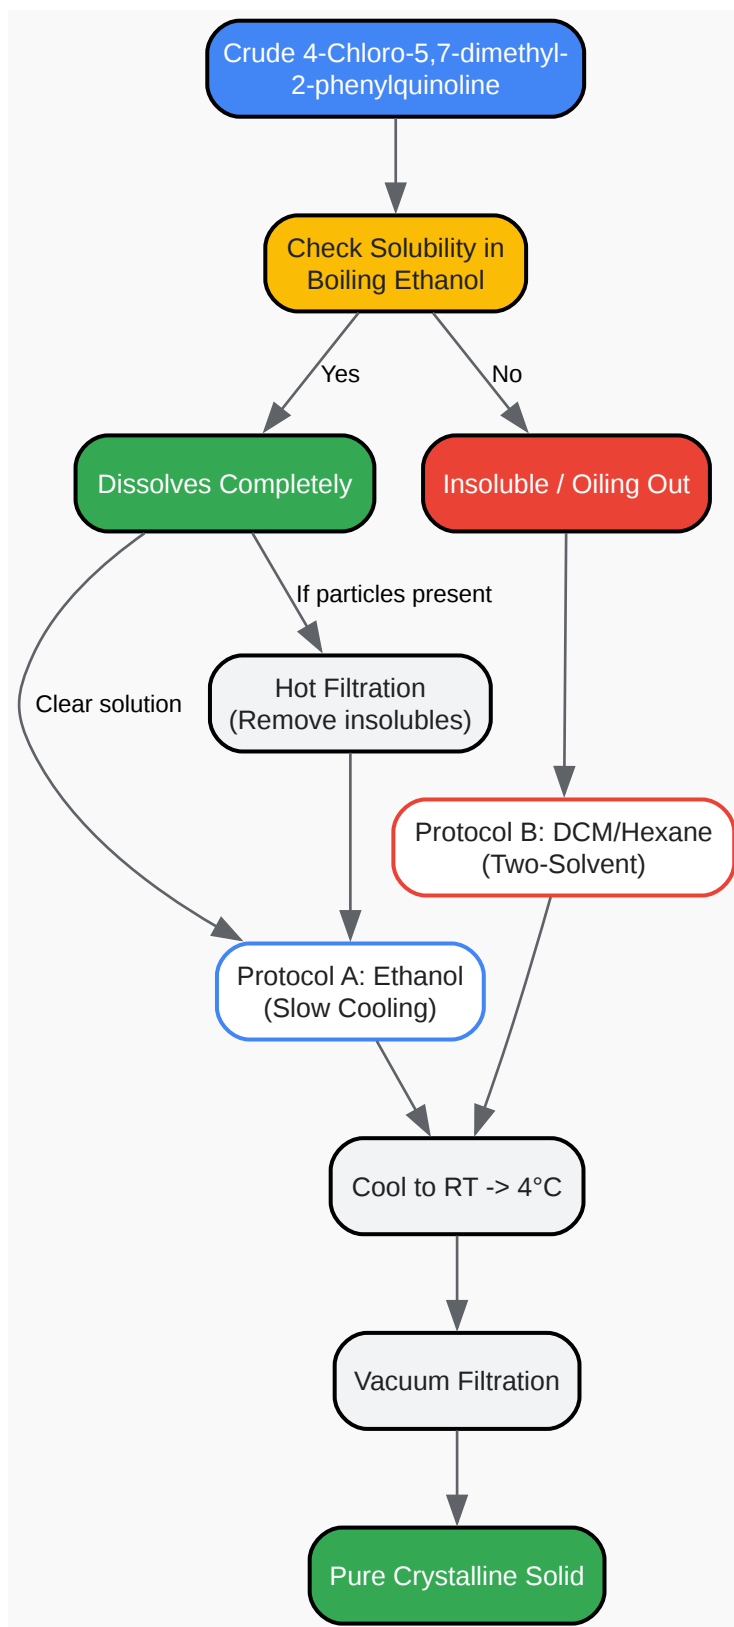 Crude 4-Chloro-5,7-dimethyl-
2-phenylquinoline
Check Solubility in
Boiling Ethanol
Yes
No
Dissolves Completely
Insoluble / Oiling Out
If particles present
Hot Filtration
(Remove insolubles)
Clear solution
Protocol B: DCM/Hexane
(Two-Solvent)
Protocol A: Ethanol
(Slow Cooling)
Cool to RT -> 4°C
Vacuum Filtration
Pure Crystalline Solid